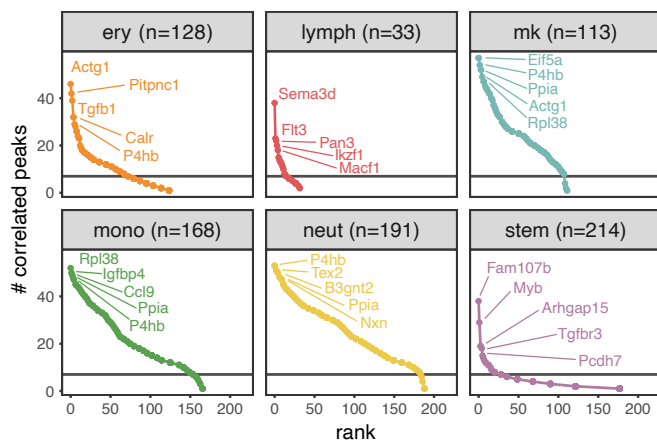 ery (n=128)
lymph (n=33)
mk (n=113)
Actg1
Pitpnc1
Tgfb1
Calr
P4hb
Sema3d
Flt3
Pan3
Ikzf1
Macf1
Eif5a
P4hb
Ppia
Actg1
Rpl38
40
20
0
mono (n=168)
neut (n=191)
stem (n=214)
Rpl38
Igfbp4
Ccl9
Ppia
P4hb
P4hb
Tex2
B3gnt2
Ppia
Nxn
Fam107b
Myb
Arhgap15
Tgfbr3
Pcdh7
40
20
0
0 50 100 150 200
0 50 100 150 200
0 50 100 150 200
# correlated peaks
rank